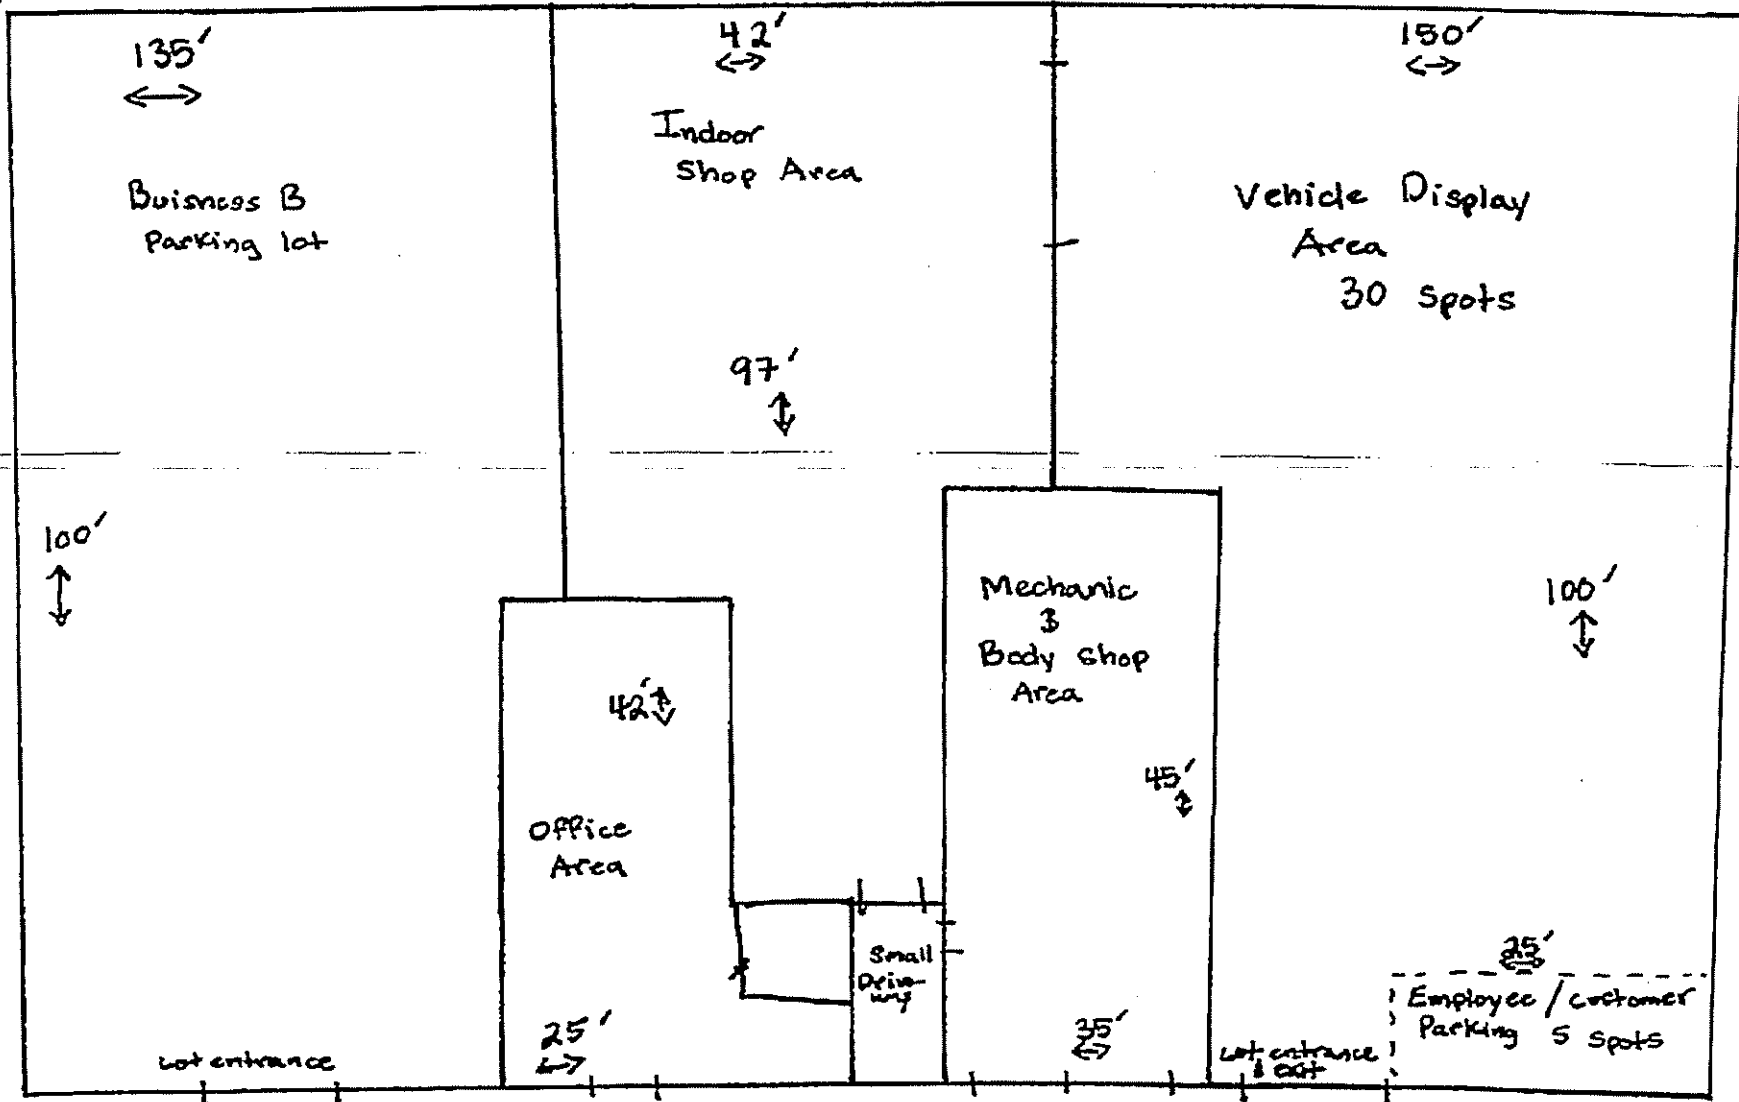 135'
42'
150'
Indoor
Shop Area
Buisness B
Parking lot
Vehicle Display
Area
30 Spots
97'
100'
Mechanic
&
Body Shop
Area
100'
42'
45'
Office
Area
Small
Drive-
wy
25'
Employee / customer
Parking 5 Spots
25'
35'
Lot entrance
Lot entrance
& exit